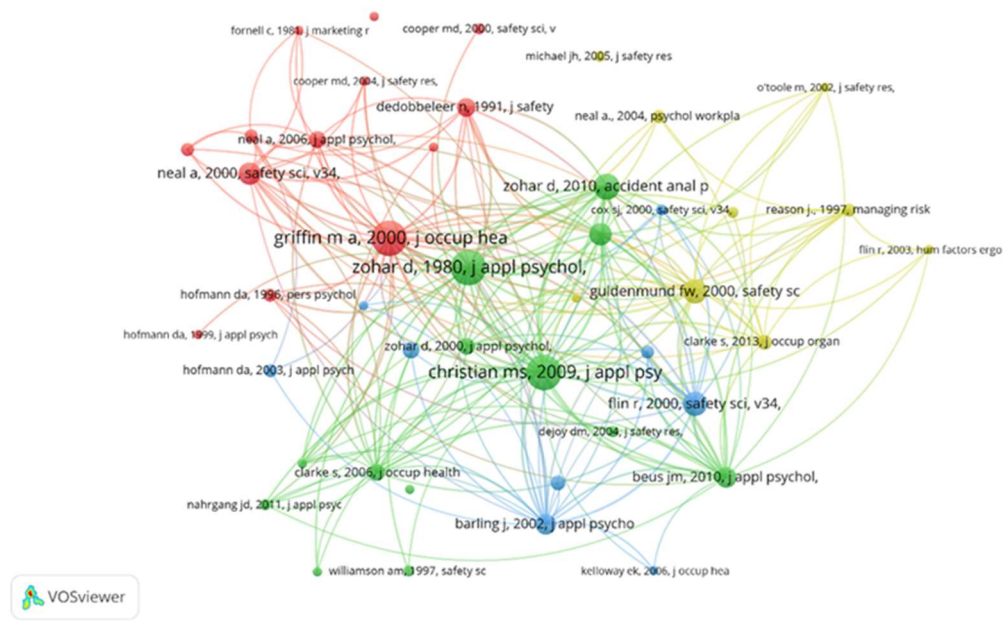 fornell c, 1981, j marketing r
cooper md, 2000, safety sci, v
michael jh, 2005, j safety res
cooper md, 2004, j safety res,
o'toole m, 2002, j safety res,
dedobbeleer n, 1991, j safety
neal a., 2004, psychol workpla
neal a, 2006, j appl psychol,
neal a, 2000, safety sci, v34,
zohar d, 2010, accident anal p
cox sj, 2000, safety sci, v34,
reason j., 1997, managing risk
griffin m a, 2000, j occup hea
flin r, 2003, hum factors ergo
zohar d, 1980, j appl psychol,
guldenmund fw, 2000, safety sc
hofmann da, 1996, pers psychol
hofmann da, 1999, j appl psych
clarke s, 2013, j occup organ
zohar d, 2000, j appl psychol,
hofmann da, 2003, j appl psych
christian ms, 2009, j appl psy
flin r, 2000, safety sci, v34,
dejoy dm, 2004, j safety res,
clarke s, 2006, j occup health
beus jm, 2010, j appl psychol,
nahrgang jd, 2011, j appl psyc
barling j, 2002, j appl psycho
williamson am, 1997, safety sc
kelloway ek, 2006, j occup hea
VOSviewer